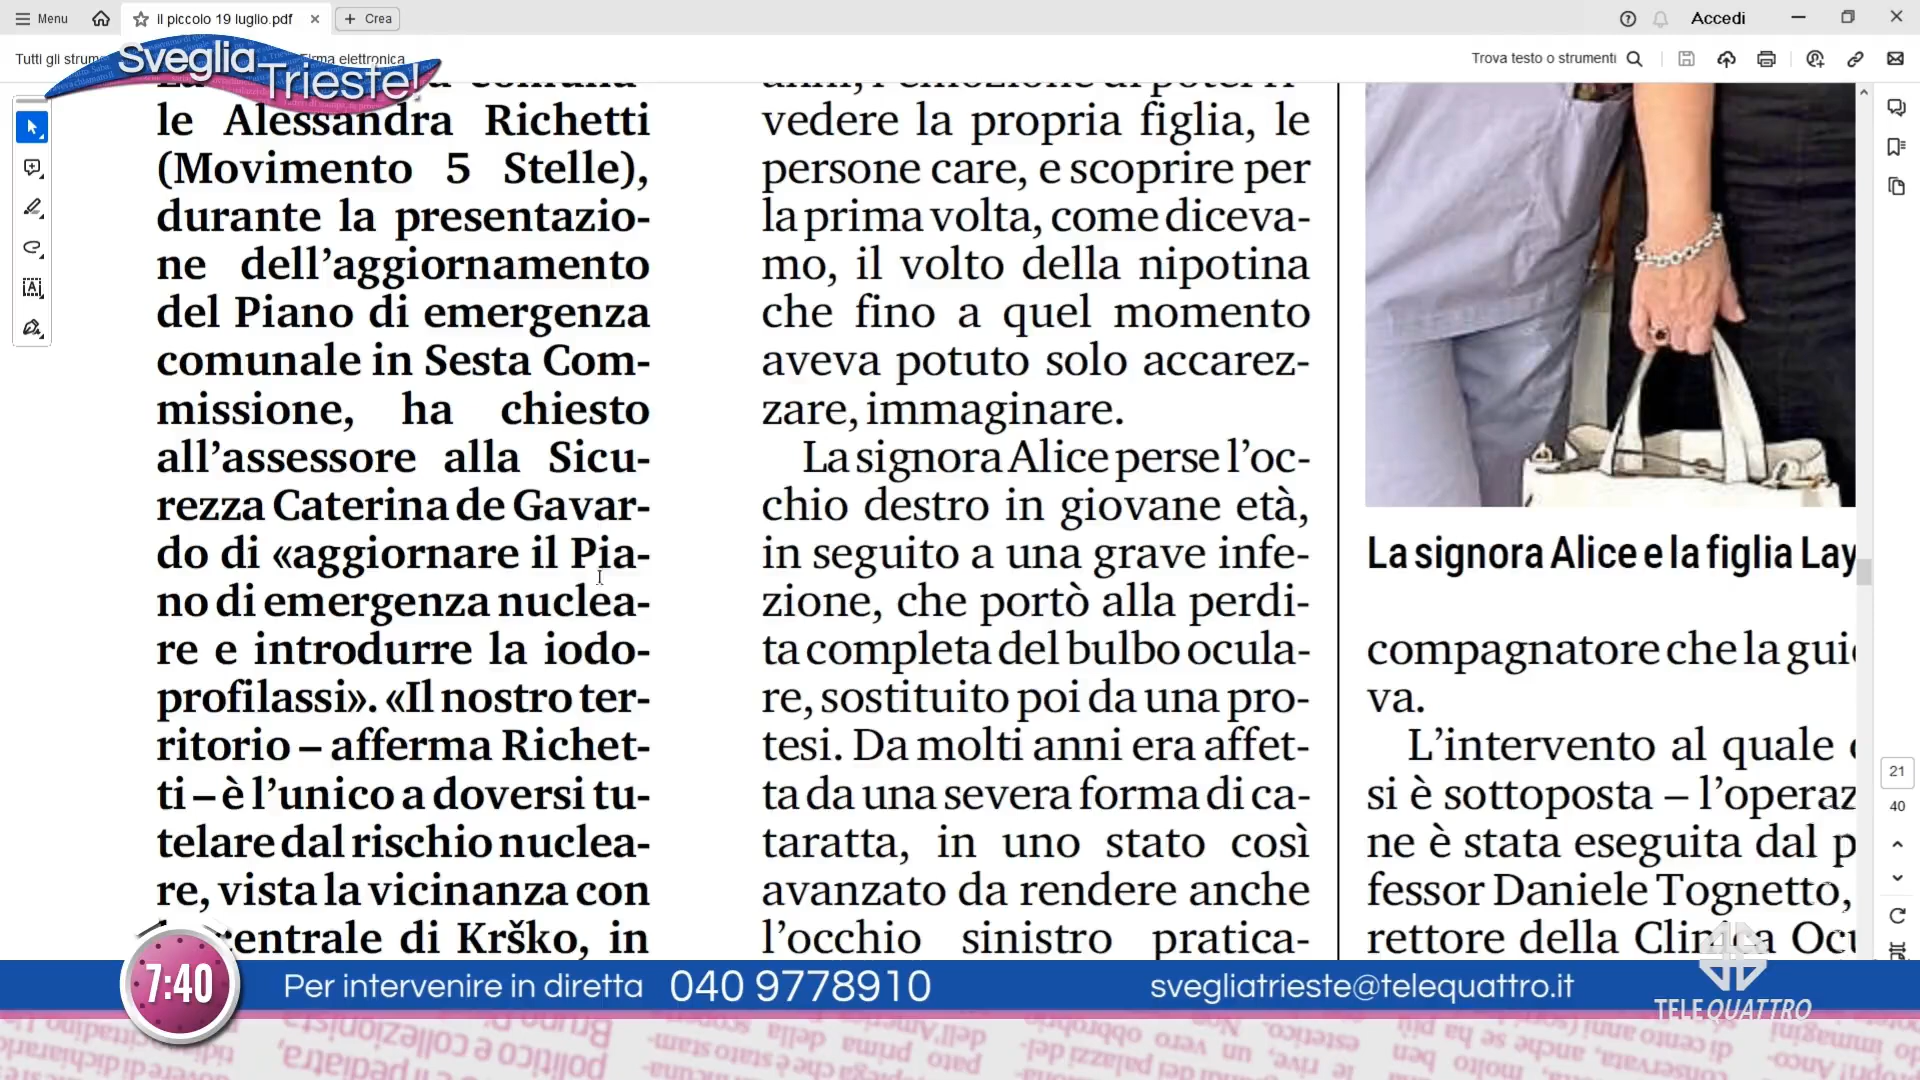 Menu
il piccolo 19 luglio.pdf
Crea
Accedi
Tutti gli strum
Firma elettronica
Trova testo o strumenti
Sveglia
Trieste!
le Alessandra Richetti
(Movimento 5 Stelle),
durante la presentazio-
ne dell'aggiornamento
del Piano di emergenza
comunale in Sesta Com-
missione, ha chiesto
all'assessore alla Sicu-
rezza Caterina de Gavar-
do di «aggiornare il Pia-
no di emergenza nuclea-
re e introdurre la iodo-
profilassi». «Il nostro ter-
ritorio – afferma Richet-
ti – è l'unico a doversi tu-
telare dal rischio nuclea-
re, vista la vicinanza con
centrale di Krško, in
anni, l'emozione di poter ri-
vedere la propria figlia, le
persone care, e scoprire per
la prima volta, come diceva-
mo, il volto della nipotina
che fino a quel momento
aveva potuto solo accarez-
zare, immaginare.
La signora Alice perse l'oc-
chio destro in giovane età,
in seguito a una grave infe-
zione, che portò alla perdi-
ta completa del bulbo ocula-
re, sostituito poi da una pro-
tesi. Da molti anni era affet-
ta da una severa forma di ca-
taratta, in uno stato così
avanzato da rendere anche
l'occhio sinistro pratica-
La signora Alice e la figlia Lay
compagnatore che la gui
va.
L'intervento al quale
si è sottoposta – l'operaz
ne è stata eseguita dal p
fessor Daniele Tognetto,
rettore della Clinica Ocu
21
40
7:40
Per intervenire in diretta 040 9778910
svegliatrieste@telequattro.it
TELEQUATTRO